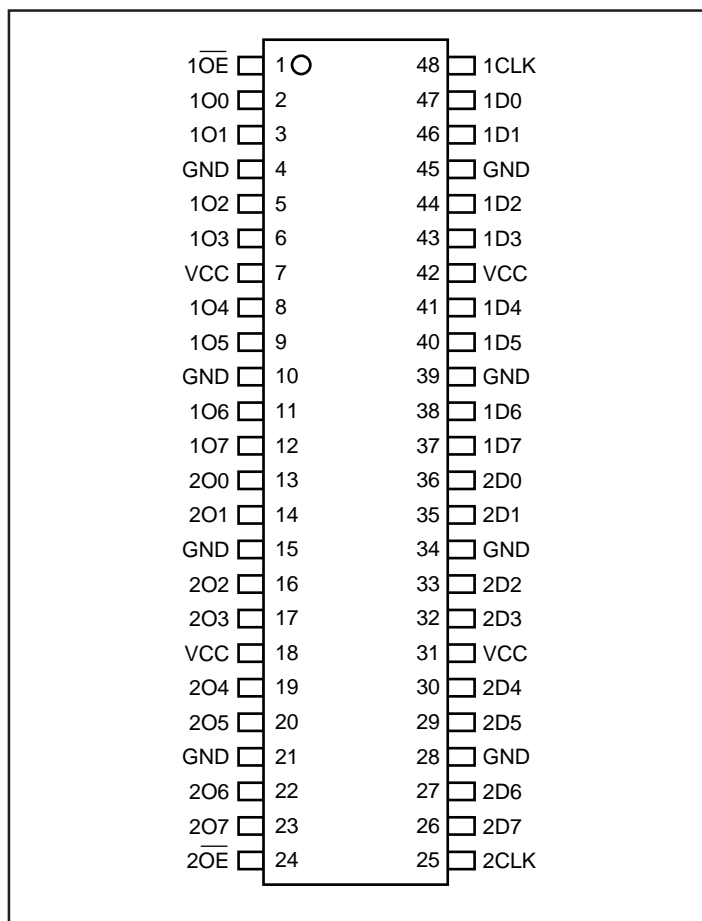 1O̅E̅ 1 48 1CLK
1O0 2 47 1D0
1O1 3 46 1D1
GND 4 45 GND
1O2 5 44 1D2
1O3 6 43 1D3
VCC 7 42 VCC
1O4 8 41 1D4
1O5 9 40 1D5
GND 10 39 GND
1O6 11 38 1D6
1O7 12 37 1D7
2O0 13 36 2D0
2O1 14 35 2D1
GND 15 34 GND
2O2 16 33 2D2
2O3 17 32 2D3
VCC 18 31 VCC
2O4 19 30 2D4
2O5 20 29 2D5
GND 21 28 GND
2O6 22 27 2D6
2O7 23 26 2D7
2O̅E̅ 24 25 2CLK